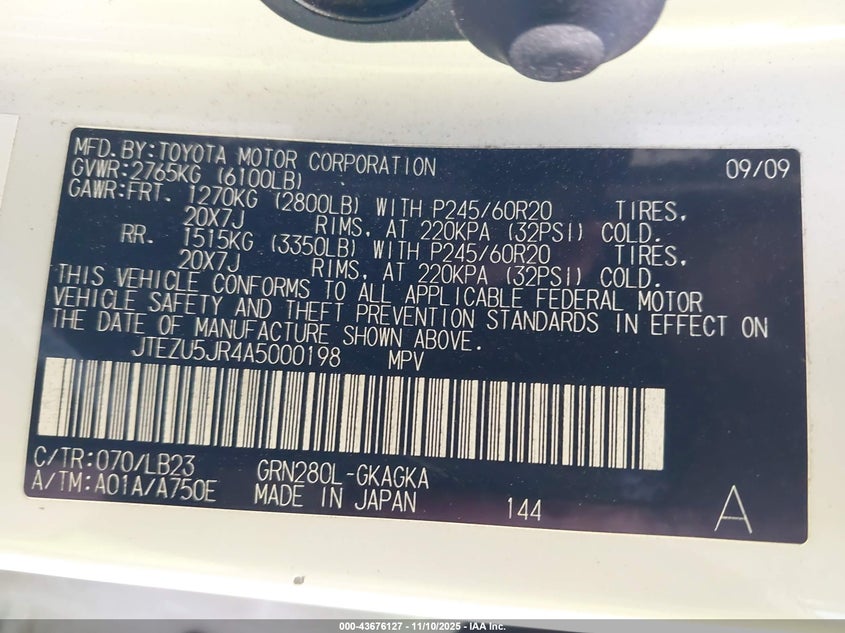 MFD. BY: TOYOTA MOTOR CORPORATION 09/09
GVWR: 2765KG (6100LB)
GAWR: FRT. 1270KG (2800LB) WITH P245/60R20 TIRES,
20X7J RIMS, AT 220KPA (32PSI) COLD.
RR. 1515KG (3350LB) WITH P245/60R20 TIRES,
20X7J RIMS, AT 220KPA (32PSI) COLD.
THIS VEHICLE CONFORMS TO ALL APPLICABLE FEDERAL MOTOR
VEHICLE SAFETY AND THEFT PREVENTION STANDARDS IN EFFECT ON
THE DATE OF MANUFACTURE SHOWN ABOVE.
JTEZU5JR4A5000198 MPV
C/TR: 070/LB23 GRN280L-GKAGKA
A/TM: A01A/A750E MADE IN JAPAN 144 A
000-43676127 - 11/10/2025 - IAA Inc.